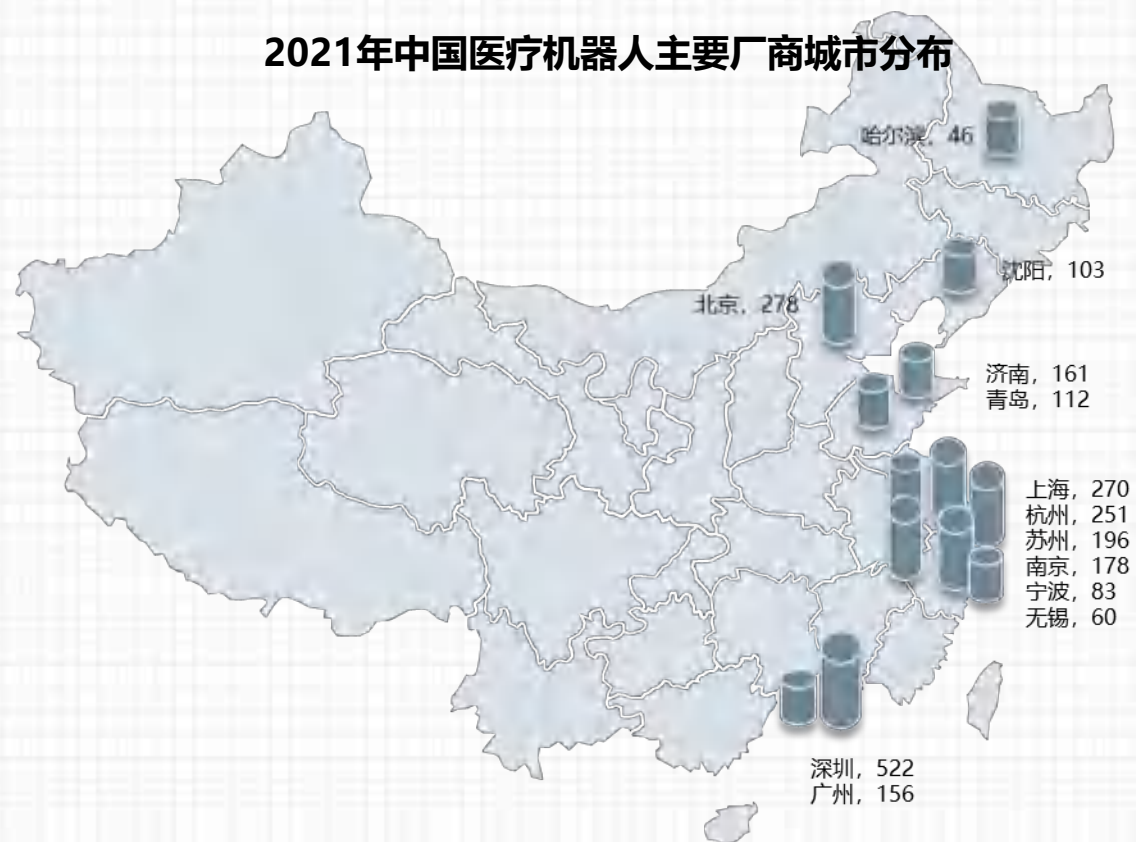 2021年中国医疗机器人主要厂商城市分布
哈尔滨，46
沈阳，103
北京，278
济南，161
青岛，112
上海，270
杭州，251
苏州，196
南京，178
宁波，83
无锡，60
深圳，522
广州，156